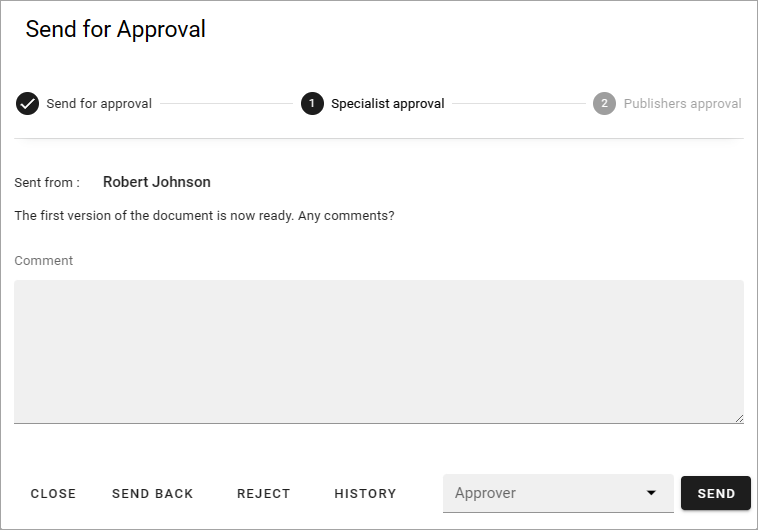 Send for Approval
Send for approval 1 Specialist approval 2 Publishers approval
Sent from : Robert Johnson
The first version of the document is now ready. Any comments?
Comment
CLOSE SEND BACK REJECT HISTORY Approver SEND